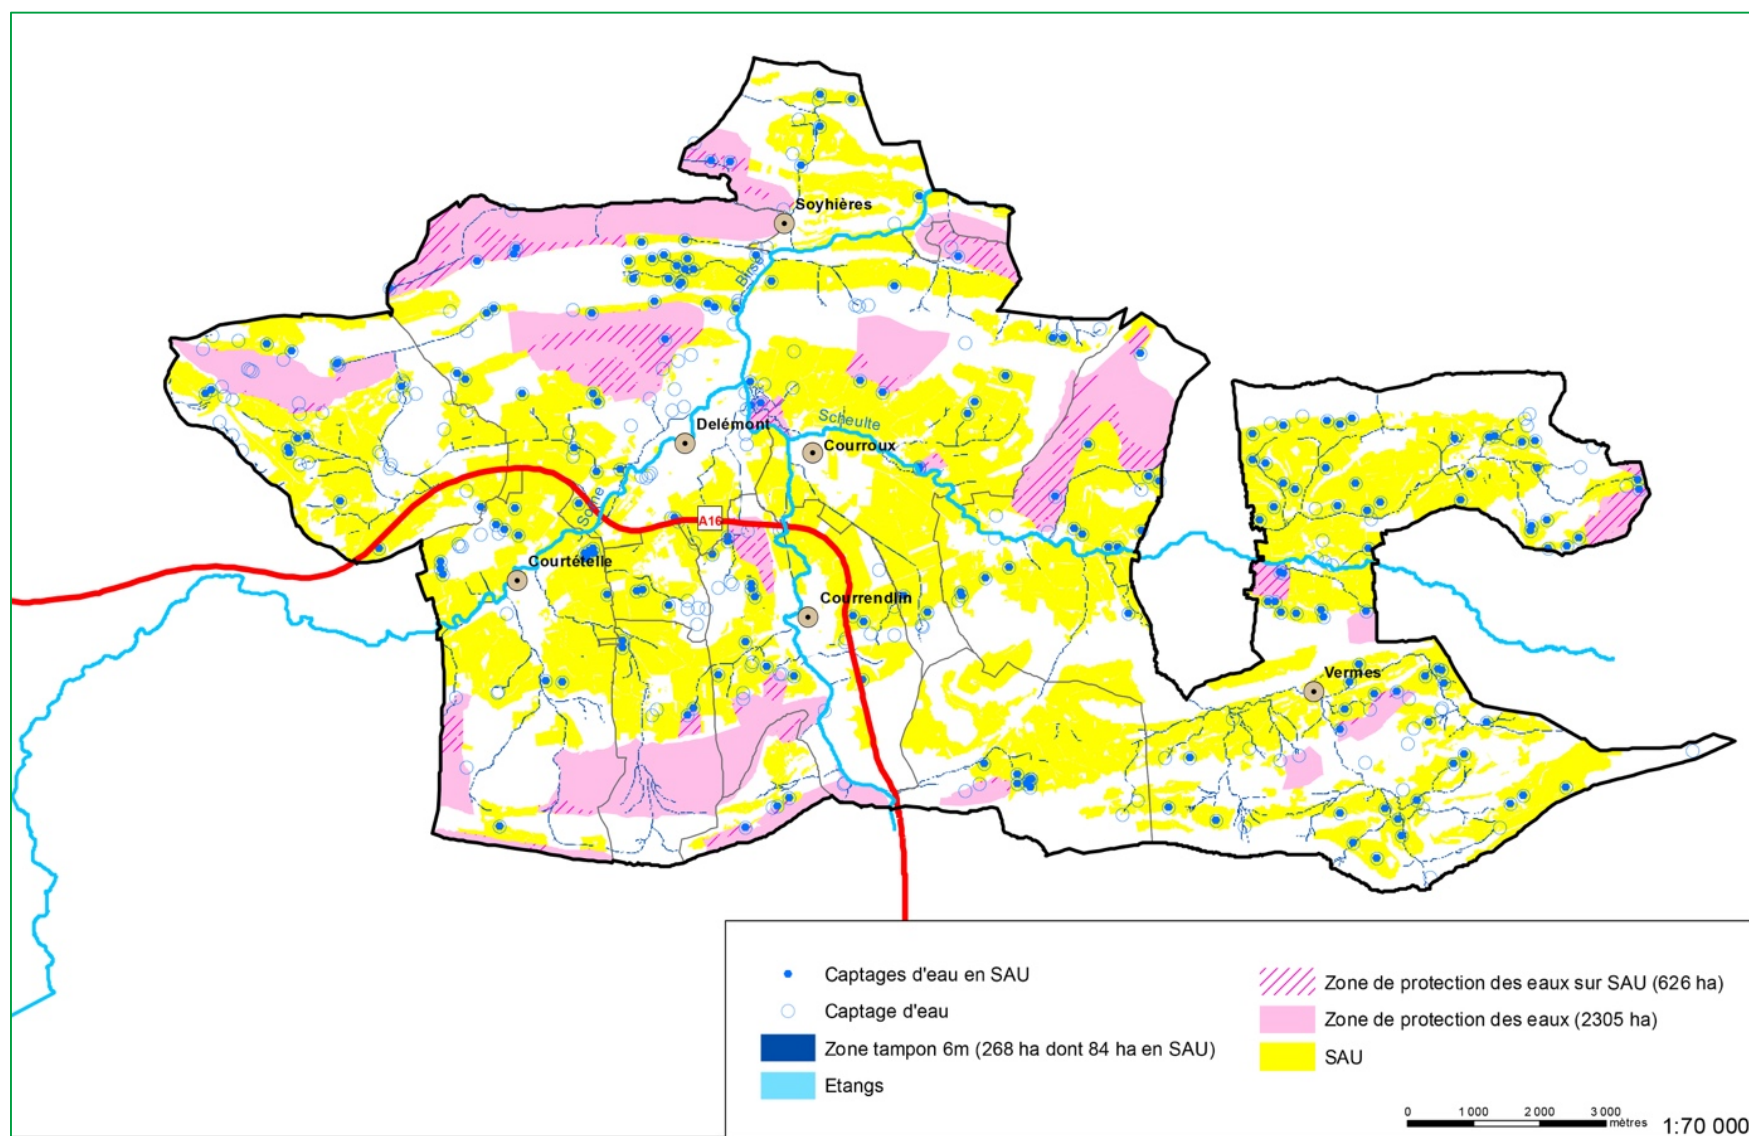 Soyhières
Birse
Delémont
Scheulte
Courroux
Sorne
A16
Courtételle
Courrendlin
Vermes
Captages d'eau en SAU
Captage d'eau
Zone tampon 6m (268 ha dont 84 ha en SAU)
Etangs
Zone de protection des eaux sur SAU (626 ha)
Zone de protection des eaux (2305 ha)
SAU
0 1 000 2 000 3 000
mètres
1:70 000